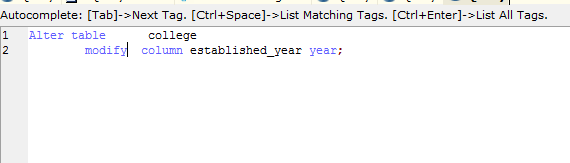 Autocomplete: [Tab]->Next Tag. [Ctrl+Space]->List Matching Tags. [Ctrl+Enter]->List All Tags.
1 Alter table college
2 modify column established_year year;